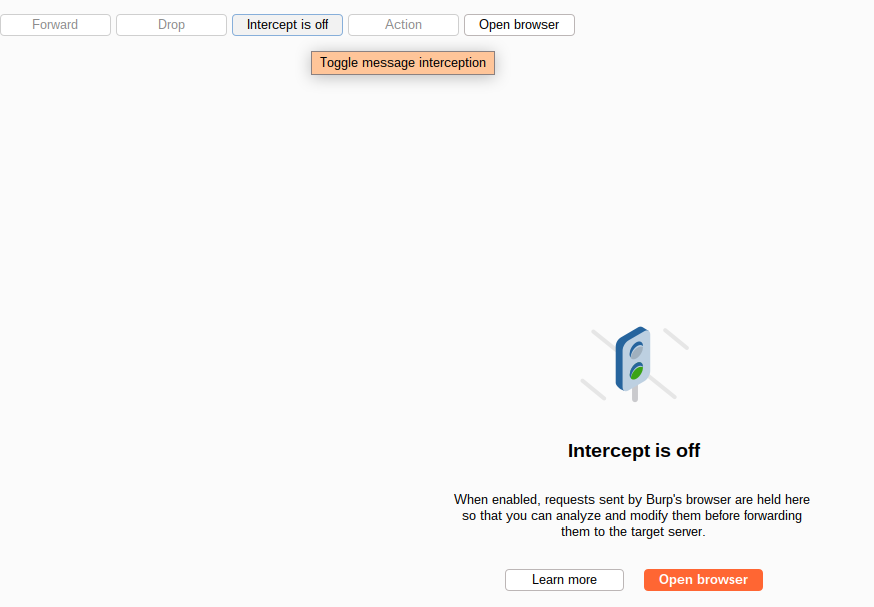 Forward Drop Intercept is off Action Open browser
Toggle message interception
Intercept is off
When enabled, requests sent by Burp's browser are held here
so that you can analyze and modify them before forwarding
them to the target server.
Learn more Open browser